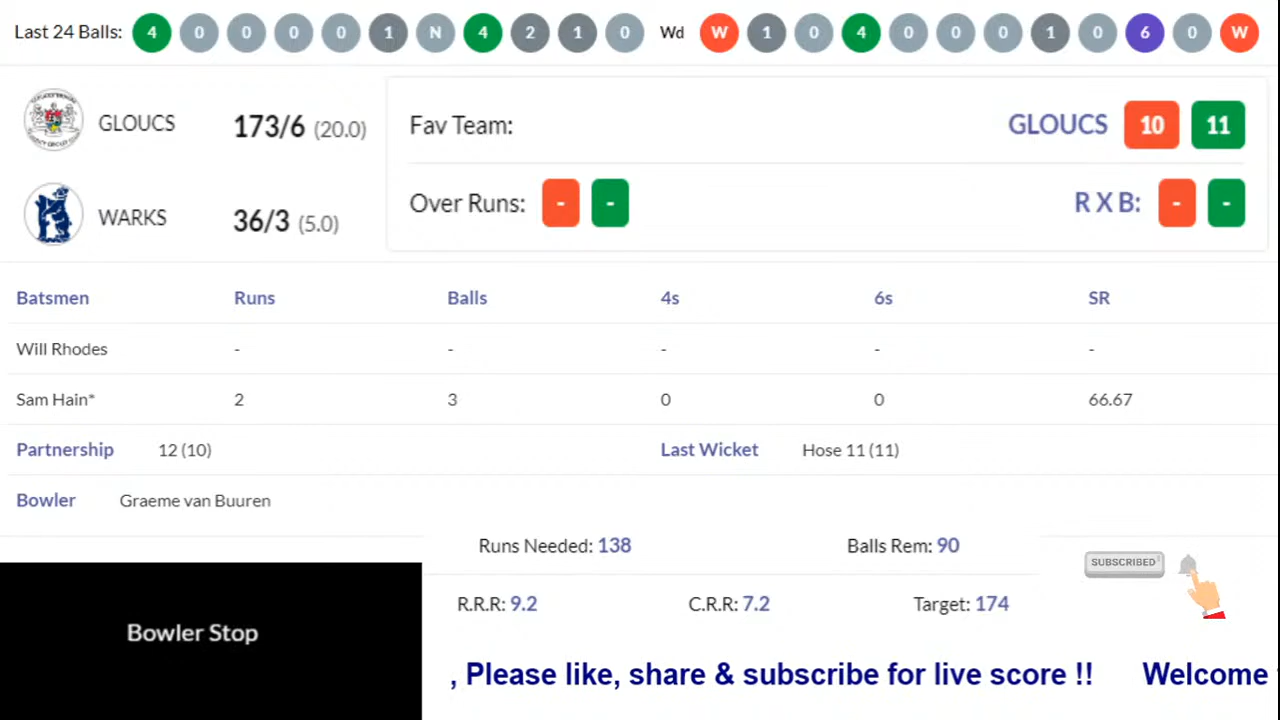 Last 24 Balls: 4 0 0 0 0 1 N 4 2 1 0 Wd W 1 0 4 0 0 0 1 0 6 0 W
GLOUCS 173/6 (20.0)
Fav Team: GLOUCS 10 11
WARKS 36/3 (5.0)
Over Runs: - - R X B: - -
Batsmen Runs Balls 4s 6s SR
Will Rhodes - - - - -
Sam Hain* 2 3 0 0 66.67
Partnership 12 (10) Last Wicket Hose 11 (11)
Bowler Graeme van Buuren
Runs Needed: 138 Balls Rem: 90
SUBSCRIBED
R.R.R: 9.2 C.R.R: 7.2 Target: 174
Bowler Stop
, Please like, share & subscribe for live score !! Welcome